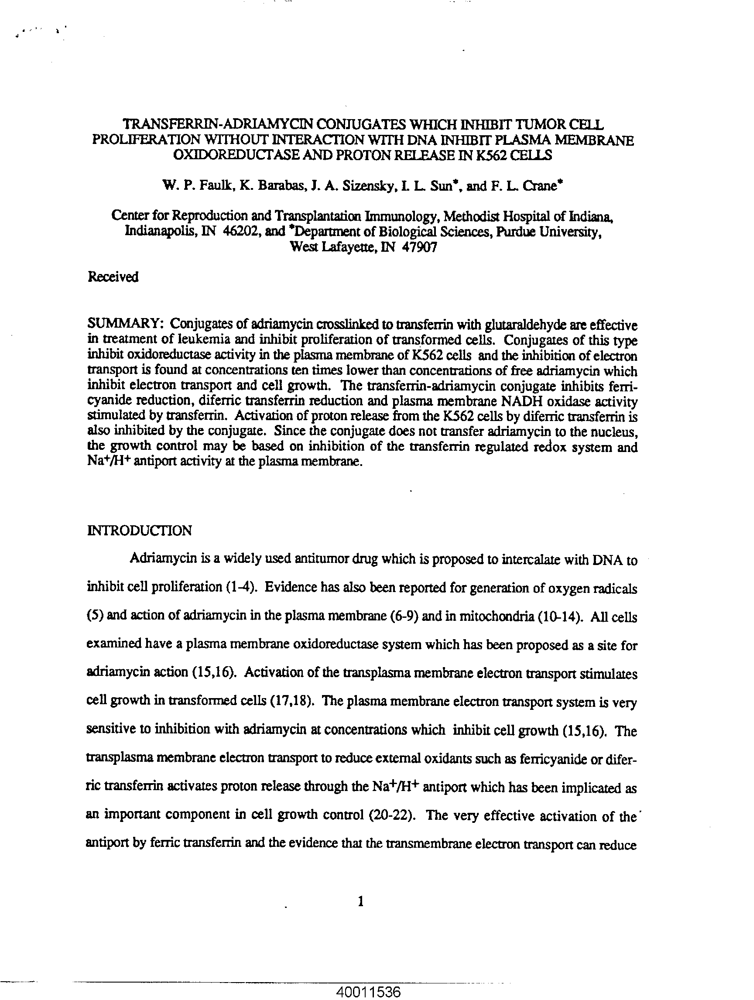 TRANSFERRIN-ADRIAMYCIN CONJUGATES WHICH INHIBIT TUMOR CELL
PROLIFERATION WITHOUT INTERACTION WITH DNA INHIBIT PLASMA MEMBRANE
OXIDOREDUCTASE AND PROTON RELEASE IN K562 CELLS
W. P. Faulk, K. Barabas, J. A. Sizensky, I. L. Sun*, and F. L. Crane*
Center for Reproduction and Transplantation Immunology, Methodist Hospital of Indiana,
Indianapolis, IN 46202, and *Department of Biological Sciences, Purdue University,
West Lafayette, IN 47907
Received
SUMMARY: Conjugates of adriamycin crosslinked to transferrin with glutaraldehyde are effective
in treatment of leukemia and inhibit proliferation of transformed cells. Conjugates of this type
inhibit oxidoreductase activity in the plasma membrane of K562 cells and the inhibition of electron
transport is found at concentrations ten times lower than concentrations of free adriamycin which
inhibit electron transport and cell growth. The transferrin-adriamycin conjugate inhibits ferri-
cyanide reduction, diferric transferrin reduction and plasma membrane NADH oxidase activity
stimulated by transferrin. Activation of proton release from the K562 cells by diferric transferrin is
also inhibited by the conjugate. Since the conjugate does not transfer adriamycin to the nucleus,
the growth control may be based on inhibition of the transferrin regulated redox system and
Na+/H+ antiport activity at the plasma membrane.
INTRODUCTION
Adriamycin is a widely used antitumor drug which is proposed to intercalate with DNA to
inhibit cell proliferation (1-4). Evidence has also been reported for generation of oxygen radicals
(5) and action of adriamycin in the plasma membrane (6-9) and in mitochondria (10-14). All cells
examined have a plasma membrane oxidoreductase system which has been proposed as a site for
adriamycin action (15,16). Activation of the transplasma membrane electron transport stimulates
cell growth in transformed cells (17,18). The plasma membrane electron transport system is very
sensitive to inhibition with adriamycin at concentrations which inhibit cell growth (15,16). The
transplasma membrane electron transport to reduce external oxidants such as ferricyanide or difer-
ric transferrin activates proton release through the Na+/H+ antiport which has been implicated as
an important component in cell growth control (20-22). The very effective activation of the
antiport by ferric transferrin and the evidence that the transmembrane electron transport can reduce
1
40011536